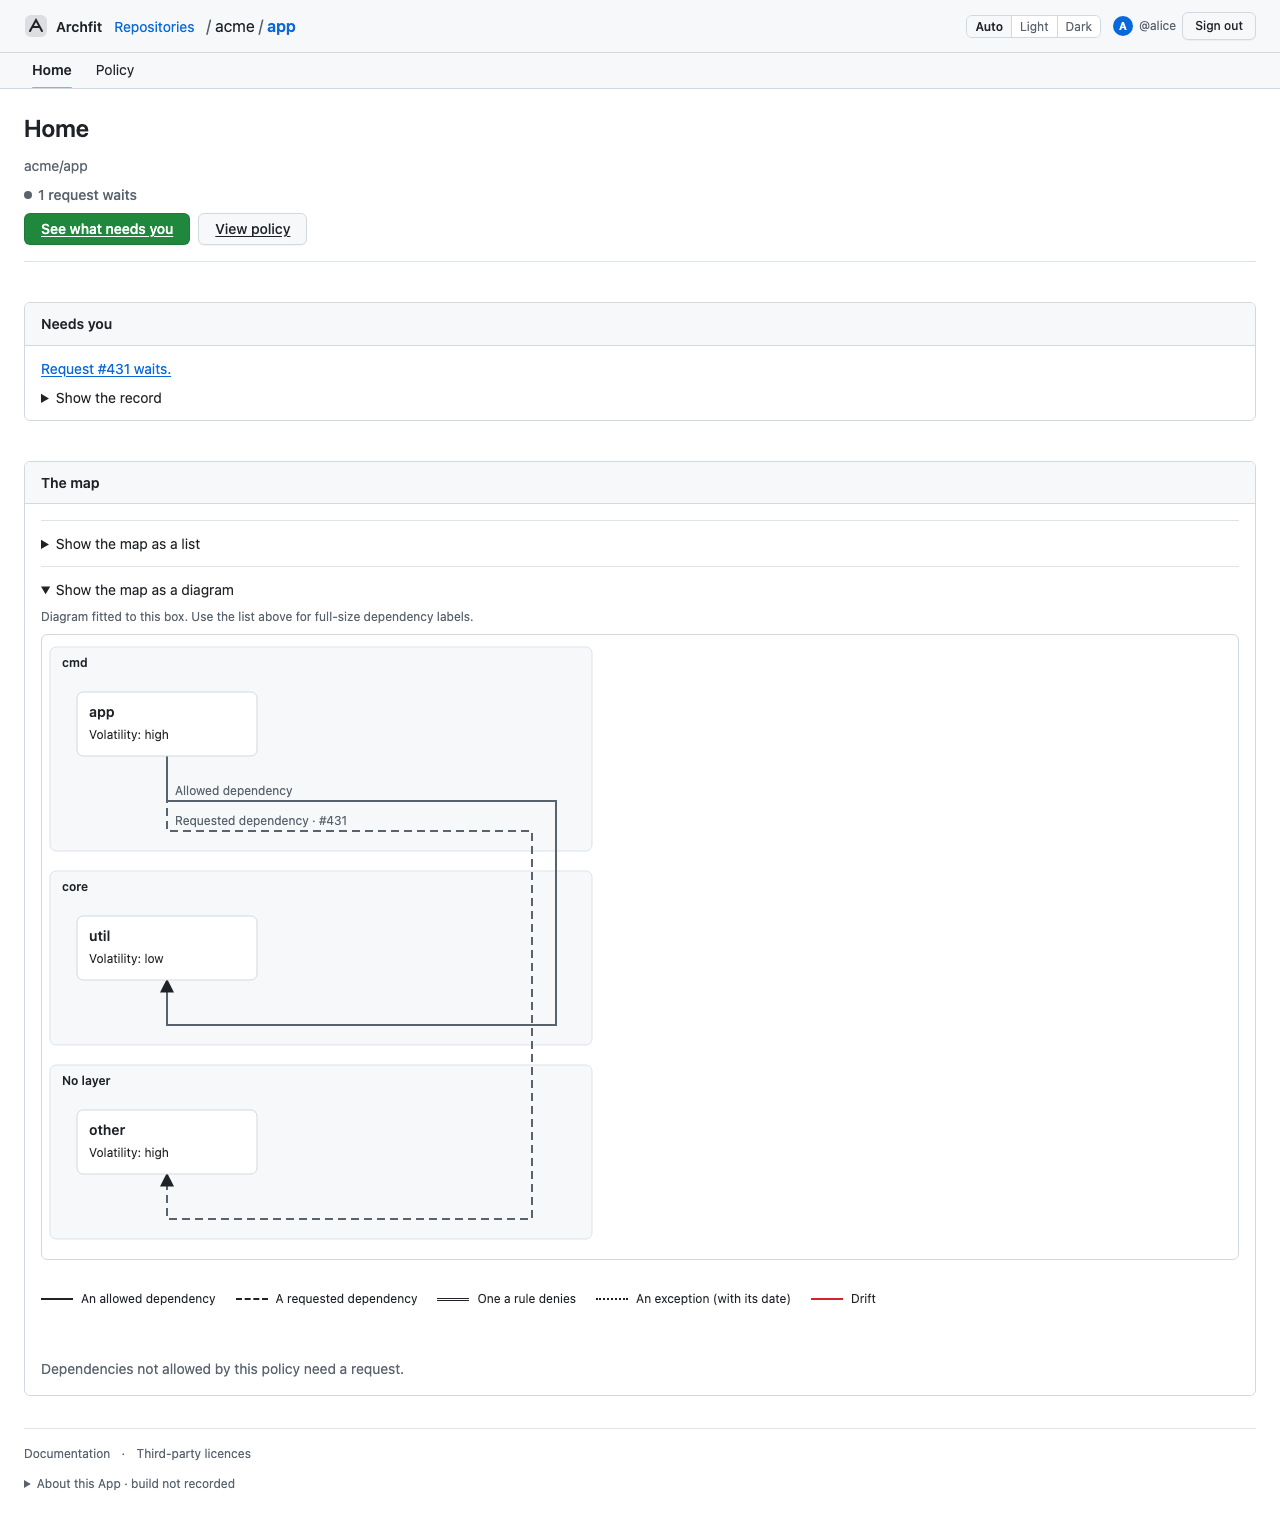 Archfit Repositories / acme / app Auto Light Dark A @alice Sign out
Home Policy
Home
acme/app
1 request waits
See what needs you View policy
Needs you
Request #431 waits.
Show the record
The map
Show the map as a list
Show the map as a diagram
Diagram fitted to this box. Use the list above for full-size dependency labels.
cmd
app
Volatility: high
Allowed dependency
Requested dependency · #431
core
util
Volatility: low
No layer
other
Volatility: high
An allowed dependency A requested dependency One a rule denies An exception (with its date) Drift
Dependencies not allowed by this policy need a request.
Documentation · Third-party licences
About this App · build not recorded